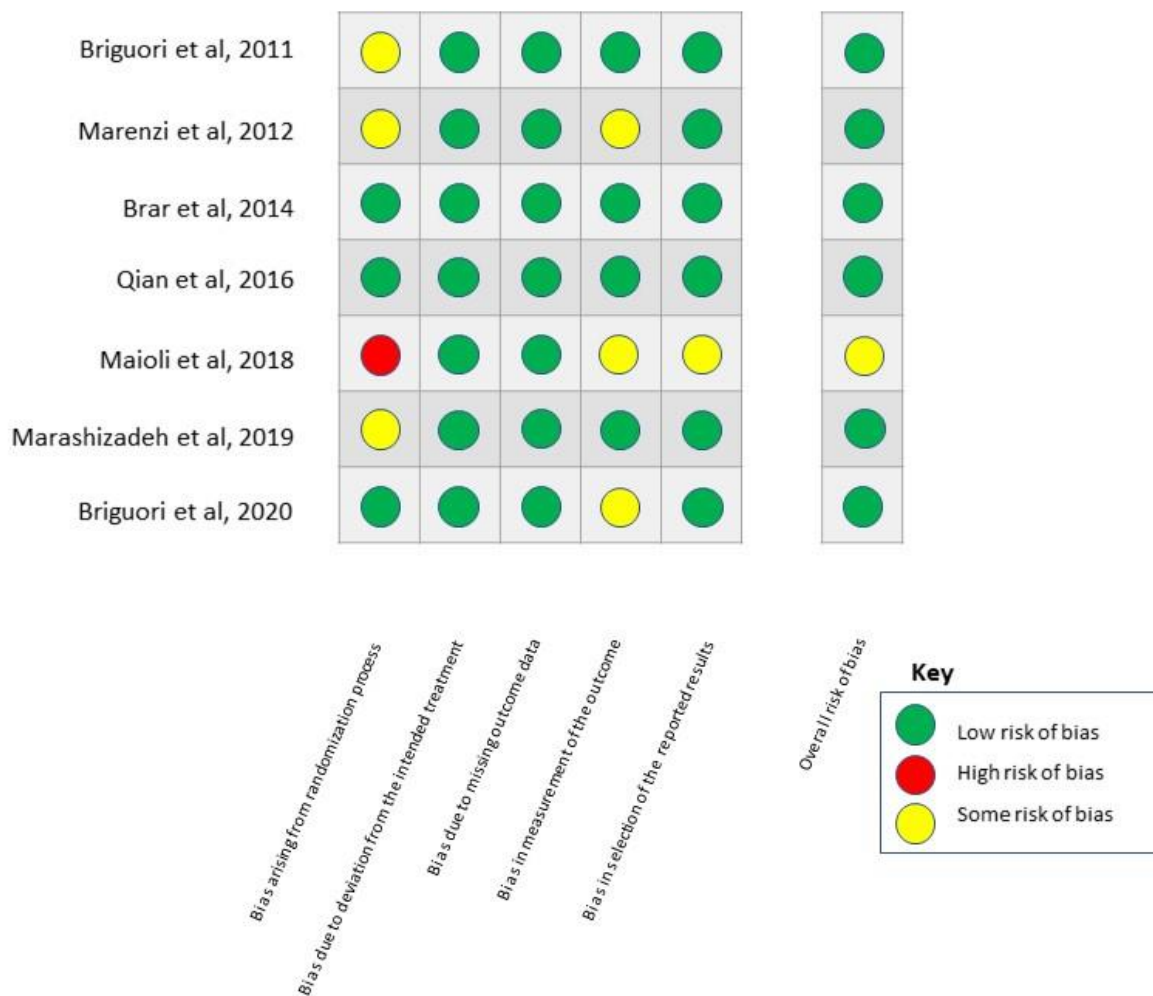 Briguori et al, 2011
Marenzi et al, 2012
Brar et al, 2014
Qian et al, 2016
Maioli et al, 2018
Marashizadeh et al, 2019
Briguori et al, 2020
Bias arising from randomization process
Bias due to deviation from the intended treatment
Bias due to missing outcome data
Bias in measurement of the outcome
Bias in selection of the reported results
Overall risk of bias
Key
Low risk of bias
High risk of bias
Some risk of bias